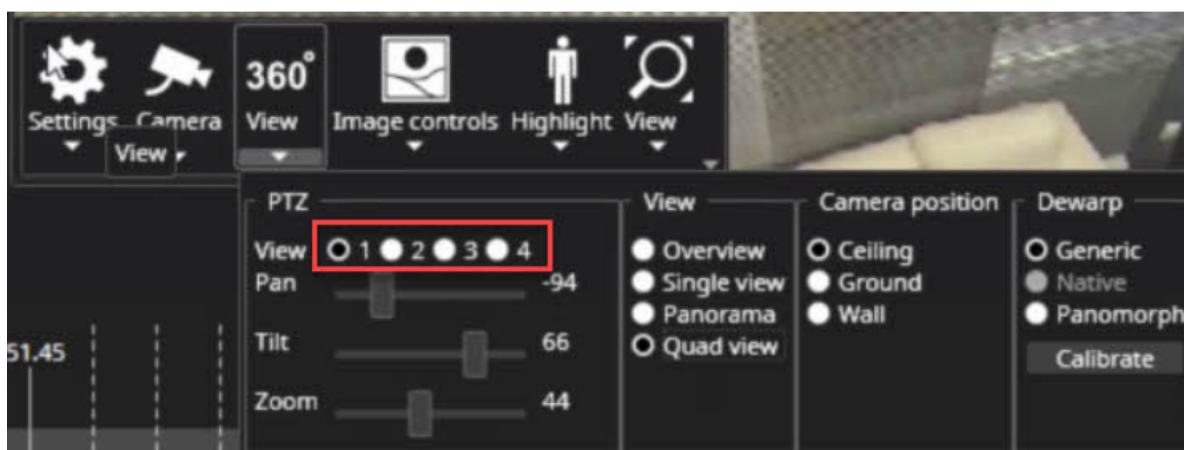 360°
Settings Camera View Image controls Highlight View
View
PTZ View Camera position Dewarp
View 1 2 3 4 Overview Ceiling Generic
Pan -94 Single view Ground Native
Panorama Wall Panomorph
Tilt 66 Quad view
51.45 Calibrate
Zoom 44